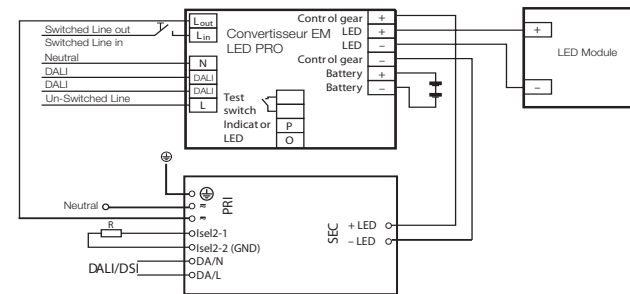 Switched Line out
Switched Line in
Neutral
DALI
DALI
Un-Switched Line
Lout
Lin
N
DALI
DALI
L
Convertisseur EM
LED PRO
Test
switch
Indicator
LED
P
O
Control gear +
LED +
LED –
Control gear –
Battery +
Battery –
+
LED Module
–
Neutral
R
DALI/DSI
PRI
≂
≂
Isel2-1
Isel2-2 (GND)
DA/N
DA/L
SEC
+ LED
– LED